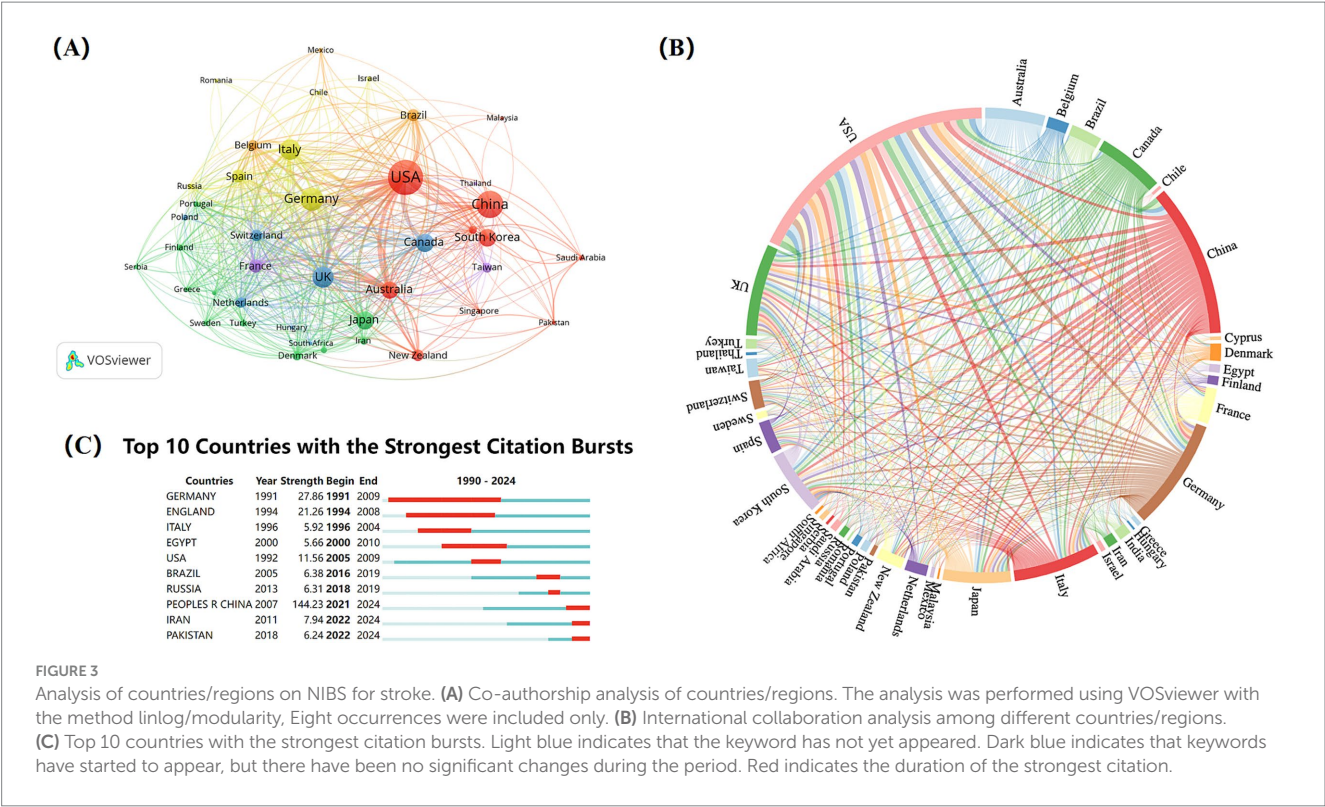 (A)
Mexico
Romania
Israel
Chile
Brazil
Malaysia
Belgium
Italy
Spain
USA
Thailand
Russia
Germany
China
Portugal
Poland
Switzerland
Canada
South Korea
Finland
France
UK
Taiwan
Saudi Arabia
Serbia
Greece
Netherlands
Australia
Singapore
Sweden
Turkey
Hungary
Japan
Pakistan
South Africa
Iran
Denmark
New Zealand
VOSviewer
(B)
USA
Australia
Belgium
Brazil
Canada
Chile
China
Cyprus
Denmark
Egypt
Finland
France
Germany
Greece
Hungary
India
Iran
Israel
Italy
Japan
Malaysia
Mexico
Netherlands
New Zealand
Pakistan
Poland
Portugal
Romania
Russia
Saudi Arabia
Serbia
Singapore
South Africa
South Korea
Spain
Sweden
Switzerland
Taiwan
Thailand
Turkey
UK
(C) Top 10 Countries with the Strongest Citation Bursts
Countries Year Strength Begin End 1990 - 2024
GERMANY 1991 27.86 1991 2009
ENGLAND 1994 21.26 1994 2008
ITALY 1996 5.92 1996 2004
EGYPT 2000 5.66 2000 2010
USA 1992 11.56 2005 2009
BRAZIL 2005 6.38 2016 2019
RUSSIA 2013 6.31 2018 2019
PEOPLES R CHINA 2007 144.23 2021 2024
IRAN 2011 7.94 2022 2024
PAKISTAN 2018 6.24 2022 2024
FIGURE 3
Analysis of countries/regions on NIBS for stroke. (A) Co-authorship analysis of countries/regions. The analysis was performed using VOSviewer with
the method linlog/modularity, Eight occurrences were included only. (B) International collaboration analysis among different countries/regions.
(C) Top 10 countries with the strongest citation bursts. Light blue indicates that the keyword has not yet appeared. Dark blue indicates that keywords
have started to appear, but there have been no significant changes during the period. Red indicates the duration of the strongest citation.